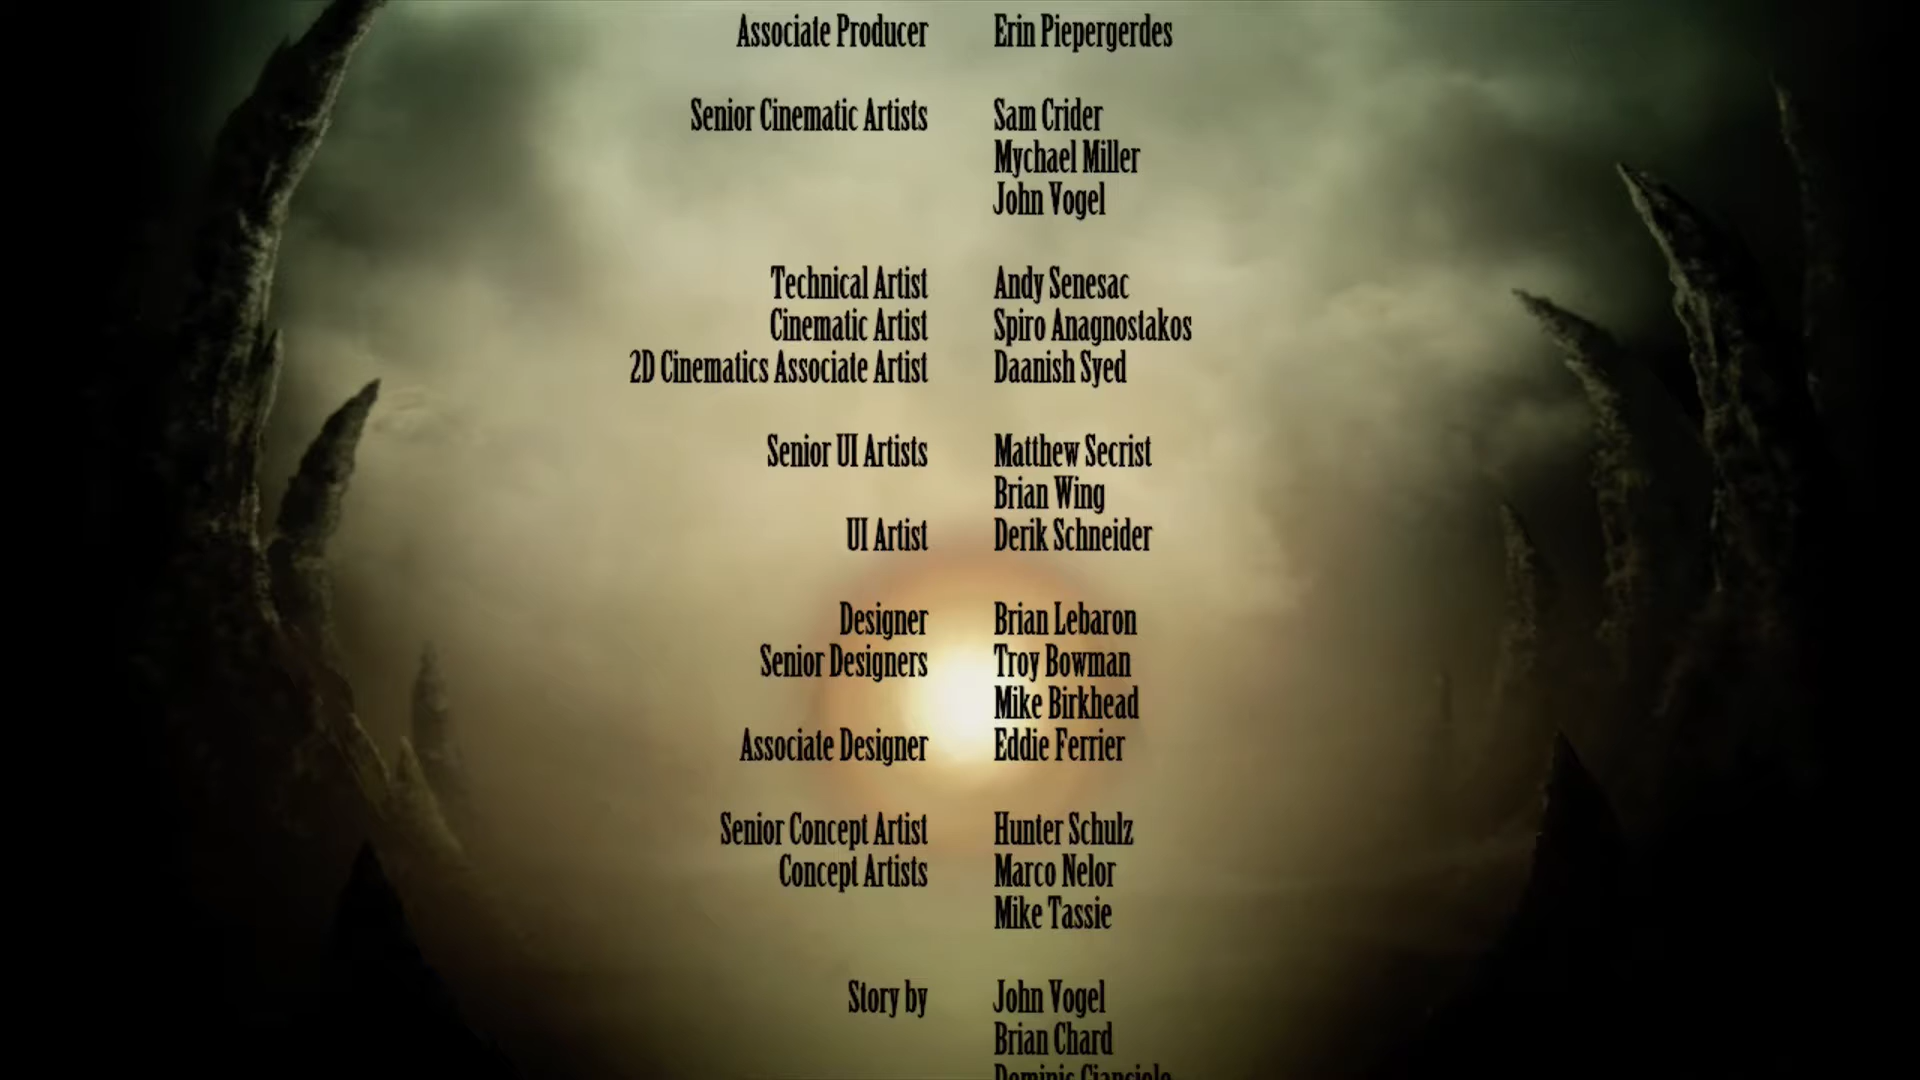 Associate Producer Erin Piepergerdes
Senior Cinematic Artists Sam Crider
Mychael Miller
John Vogel
Technical Artist Andy Senesac
Cinematic Artist Spiro Anagnostakos
2D Cinematics Associate Artist Daanish Syed
Senior UI Artists Matthew Secrist
Brian Wing
UI Artist Derik Schneider
Designer Brian Lebaron
Senior Designers Troy Bowman
Mike Birkhead
Associate Designer Eddie Ferrier
Senior Concept Artist Hunter Schulz
Concept Artists Marco Nelor
Mike Tassie
Story by John Vogel
Brian Chard
Dominic Cianciolo